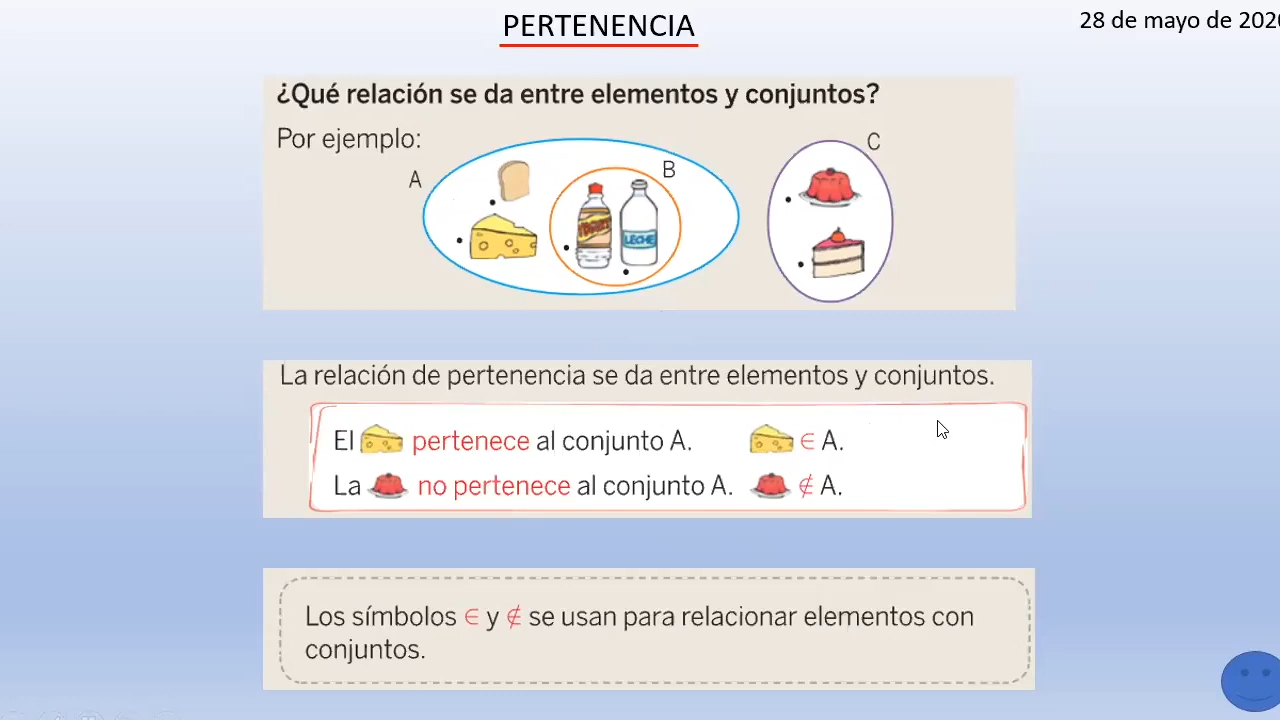 PERTENENCIA
28 de mayo de 202
¿Qué relación se da entre elementos y conjuntos?
Por ejemplo:
A
B
C
LECHE
La relación de pertenencia se da entre elementos y conjuntos.
El pertenece al conjunto A. ∈ A.
La no pertenece al conjunto A. ∉ A.
Los símbolos ∈ y ∉ se usan para relacionar elementos con
conjuntos.